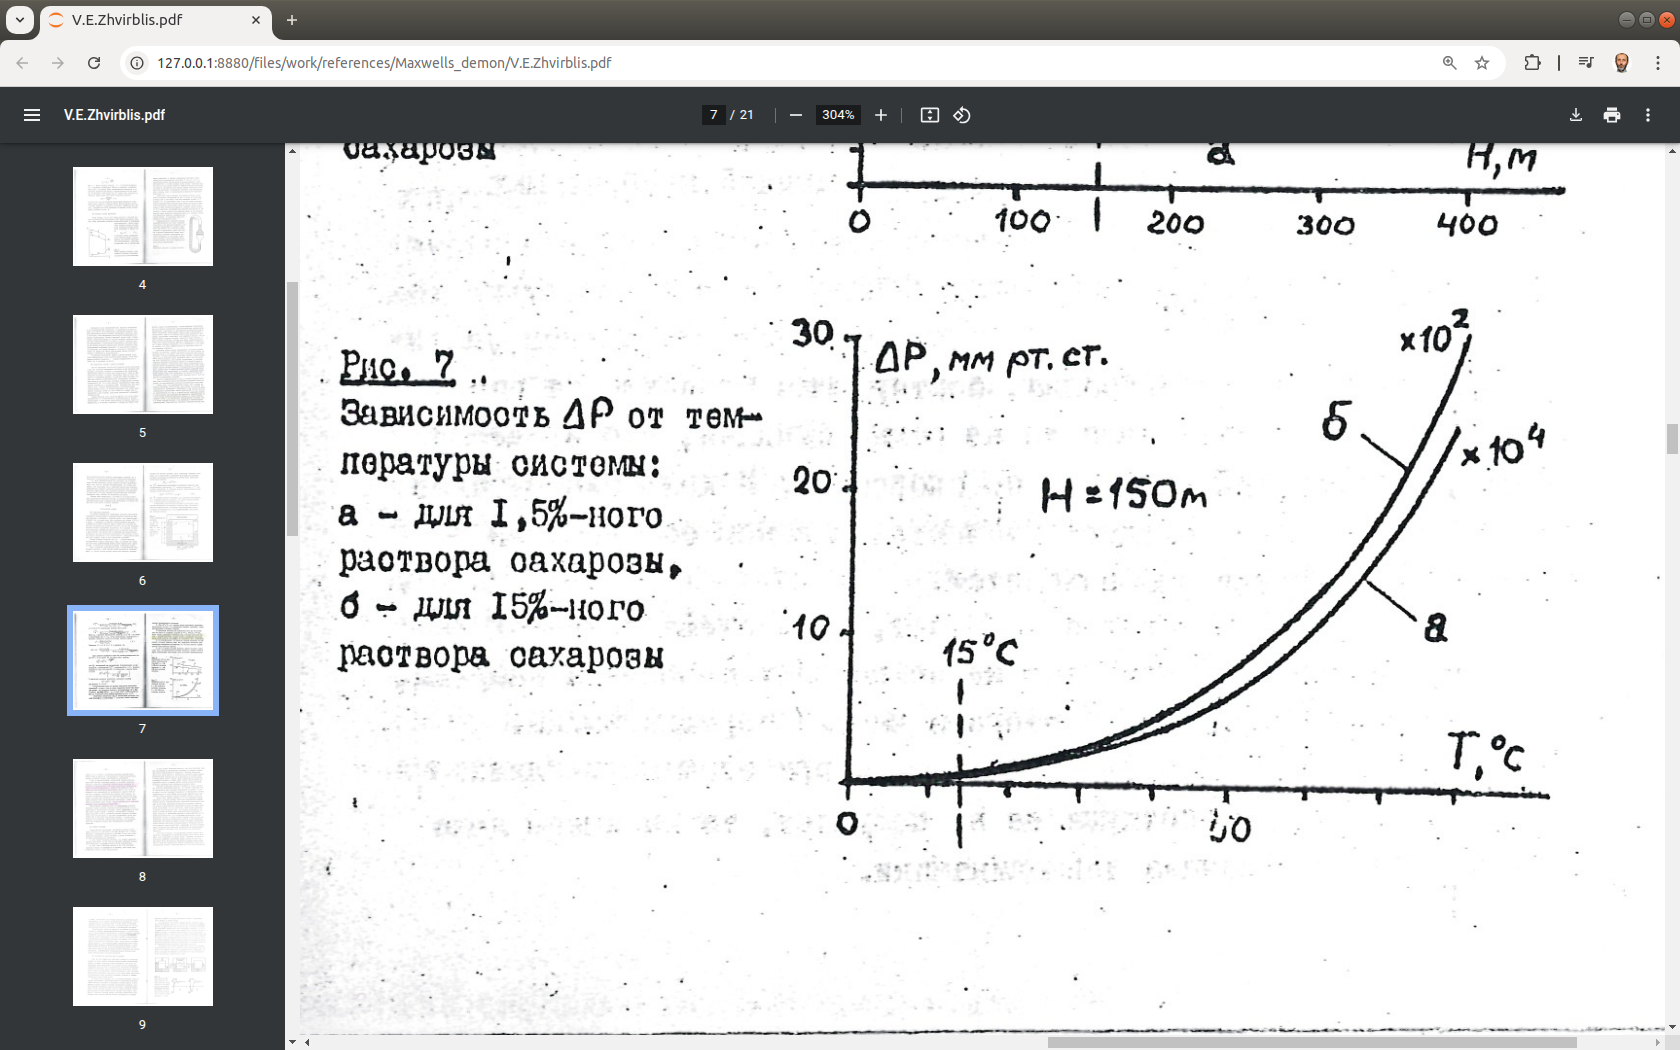 V.E.Zhvirblis.pdf
127.0.0.1:8880/files/work/references/Maxwells_demon/V.E.Zhvirblis.pdf
V.E.Zhvirblis.pdf
7 / 21
304%
4
5
6
7
8
9
сахарозы
а
H, м
0 100 200 300 400
Рис. 7
Зависимость ΔP от тем-
пературы системы:
а - для I,5%-ного
раствора сахарозы,
б - для I5%-ного
раствора сахарозы
30
ΔP, мм рт. ст.
×10²
б
×10⁴
20
H = 150 м
10
а
15°C
T, °C
0